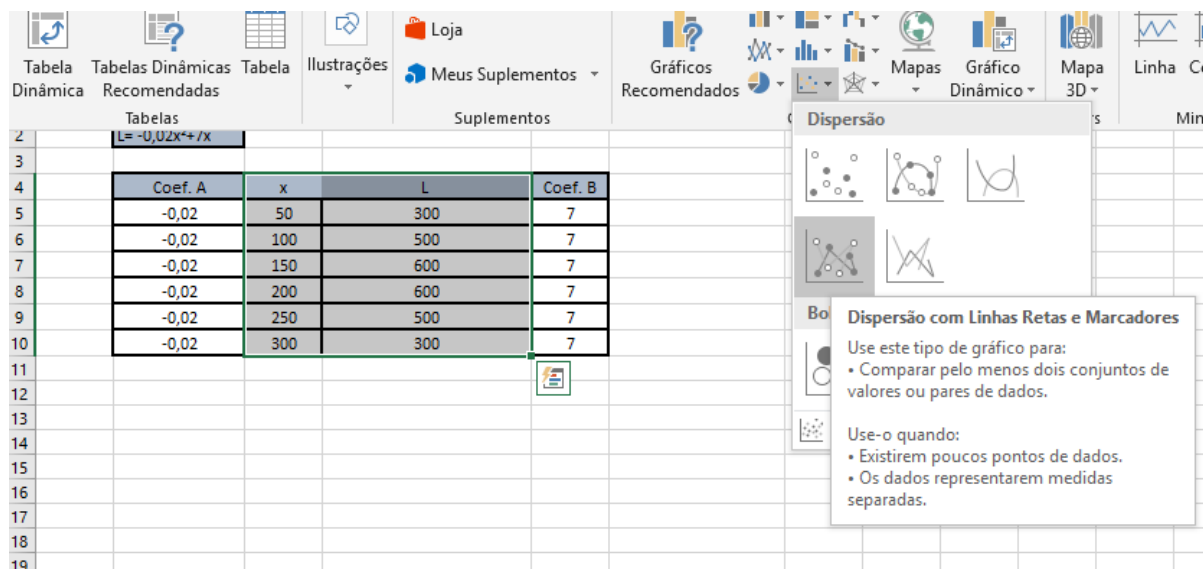 Loja
Tabela Dinâmica
Tabelas Dinâmicas Recomendadas
Tabela
Ilustrações
Meus Suplementos
Gráficos Recomendados
Mapas
Gráfico Dinâmico
Mapa 3D
Linha
Tabelas
Suplementos
Dispersão
2 L= -0,02x²+7x
3
4 Coef. A x L Coef. B
5 -0,02 50 300 7
6 -0,02 100 500 7
7 -0,02 150 600 7
8 -0,02 200 600 7
9 -0,02 250 500 7
10 -0,02 300 300 7
11
12
13
14
15
16
17
18
19
Dispersão com Linhas Retas e Marcadores
Use este tipo de gráfico para:
• Comparar pelo menos dois conjuntos de
valores ou pares de dados.
Use-o quando:
• Existirem poucos pontos de dados.
• Os dados representarem medidas
separadas.